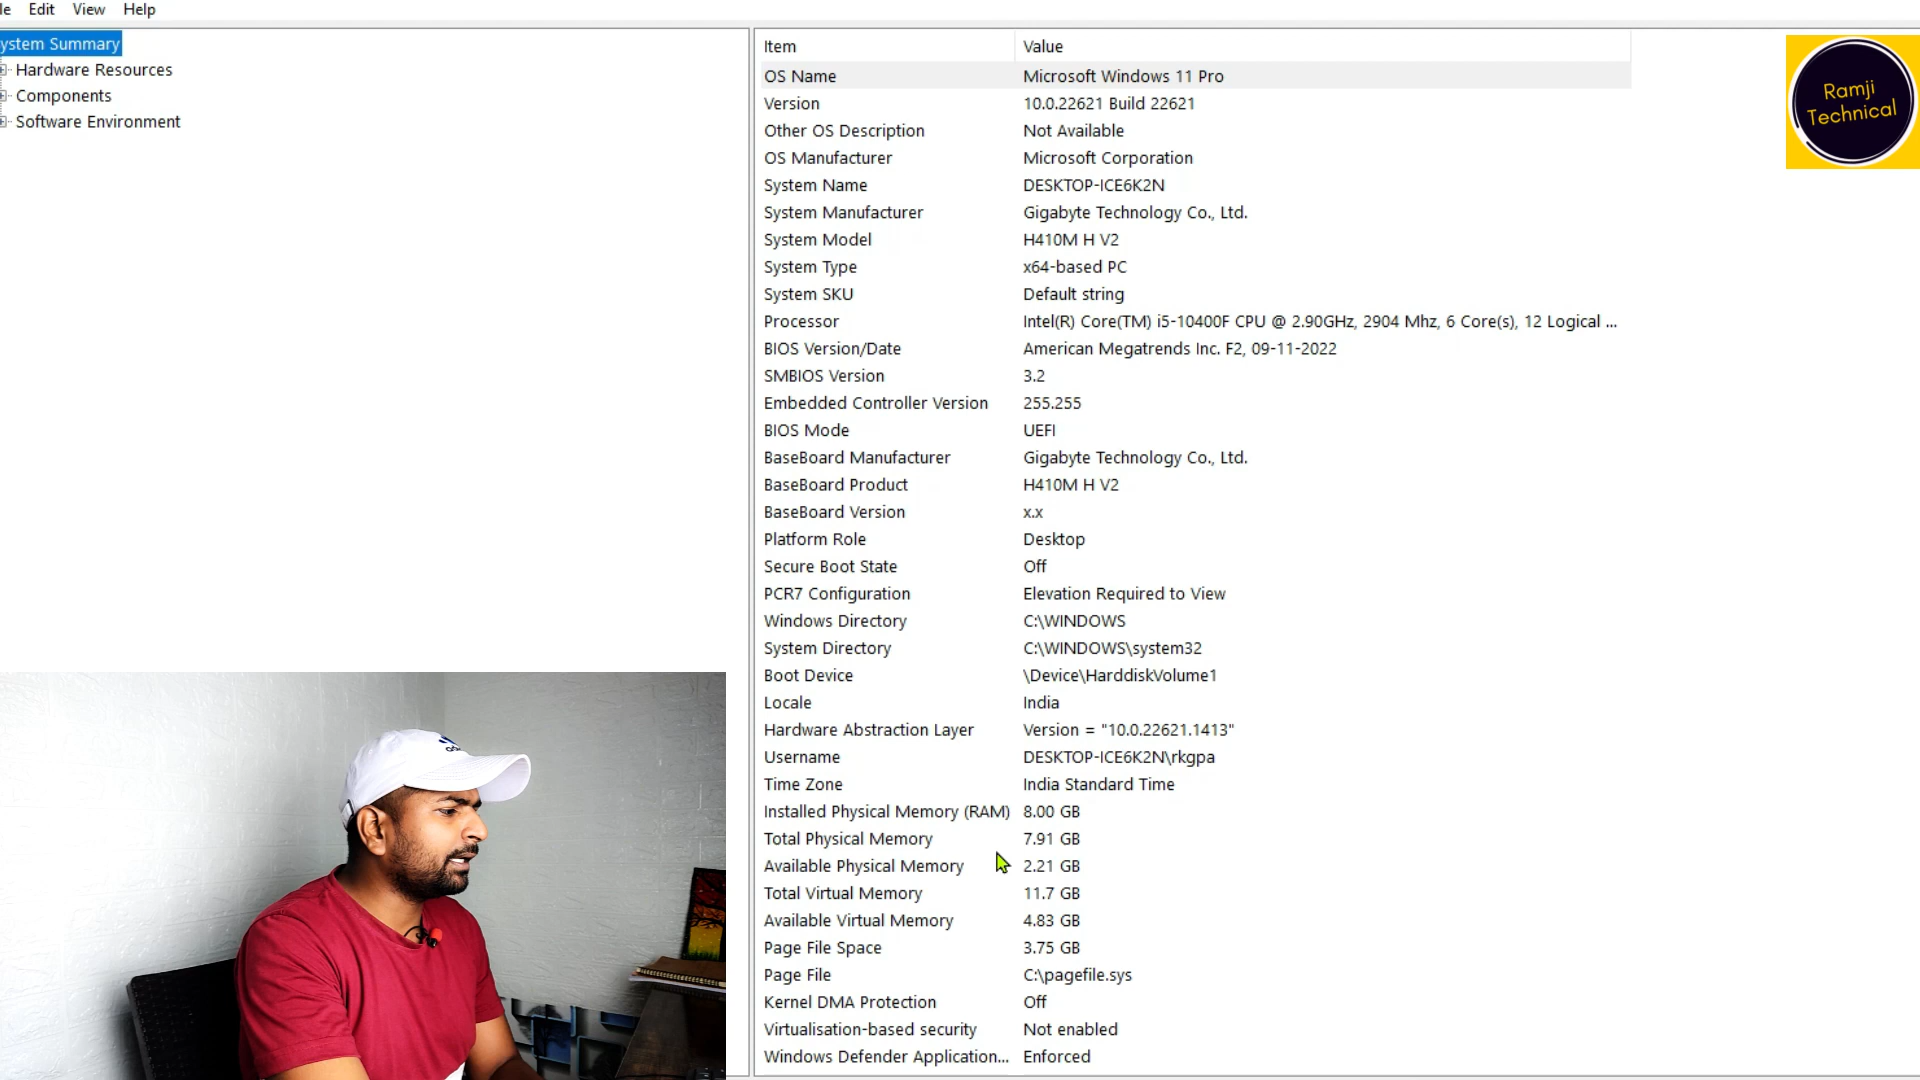 le Edit View Help
ystem Summary
Hardware Resources
Components
Software Environment
Item Value
OS Name Microsoft Windows 11 Pro
Version 10.0.22621 Build 22621
Other OS Description Not Available
OS Manufacturer Microsoft Corporation
System Name DESKTOP-ICE6K2N
System Manufacturer Gigabyte Technology Co., Ltd.
System Model H410M H V2
System Type x64-based PC
System SKU Default string
Processor Intel(R) Core(TM) i5-10400F CPU @ 2.90GHz, 2904 Mhz, 6 Core(s), 12 Logical ...
BIOS Version/Date American Megatrends Inc. F2, 09-11-2022
SMBIOS Version 3.2
Embedded Controller Version 255.255
BIOS Mode UEFI
BaseBoard Manufacturer Gigabyte Technology Co., Ltd.
BaseBoard Product H410M H V2
BaseBoard Version x.x
Platform Role Desktop
Secure Boot State Off
PCR7 Configuration Elevation Required to View
Windows Directory C:\WINDOWS
System Directory C:\WINDOWS\system32
Boot Device \Device\HarddiskVolume1
Locale India
Hardware Abstraction Layer Version = "10.0.22621.1413"
Username DESKTOP-ICE6K2N\rkgpa
Time Zone India Standard Time
Installed Physical Memory (RAM) 8.00 GB
Total Physical Memory 7.91 GB
Available Physical Memory 2.21 GB
Total Virtual Memory 11.7 GB
Available Virtual Memory 4.83 GB
Page File Space 3.75 GB
Page File C:\pagefile.sys
Kernel DMA Protection Off
Virtualisation-based security Not enabled
Windows Defender Application... Enforced
Ramji
Technical